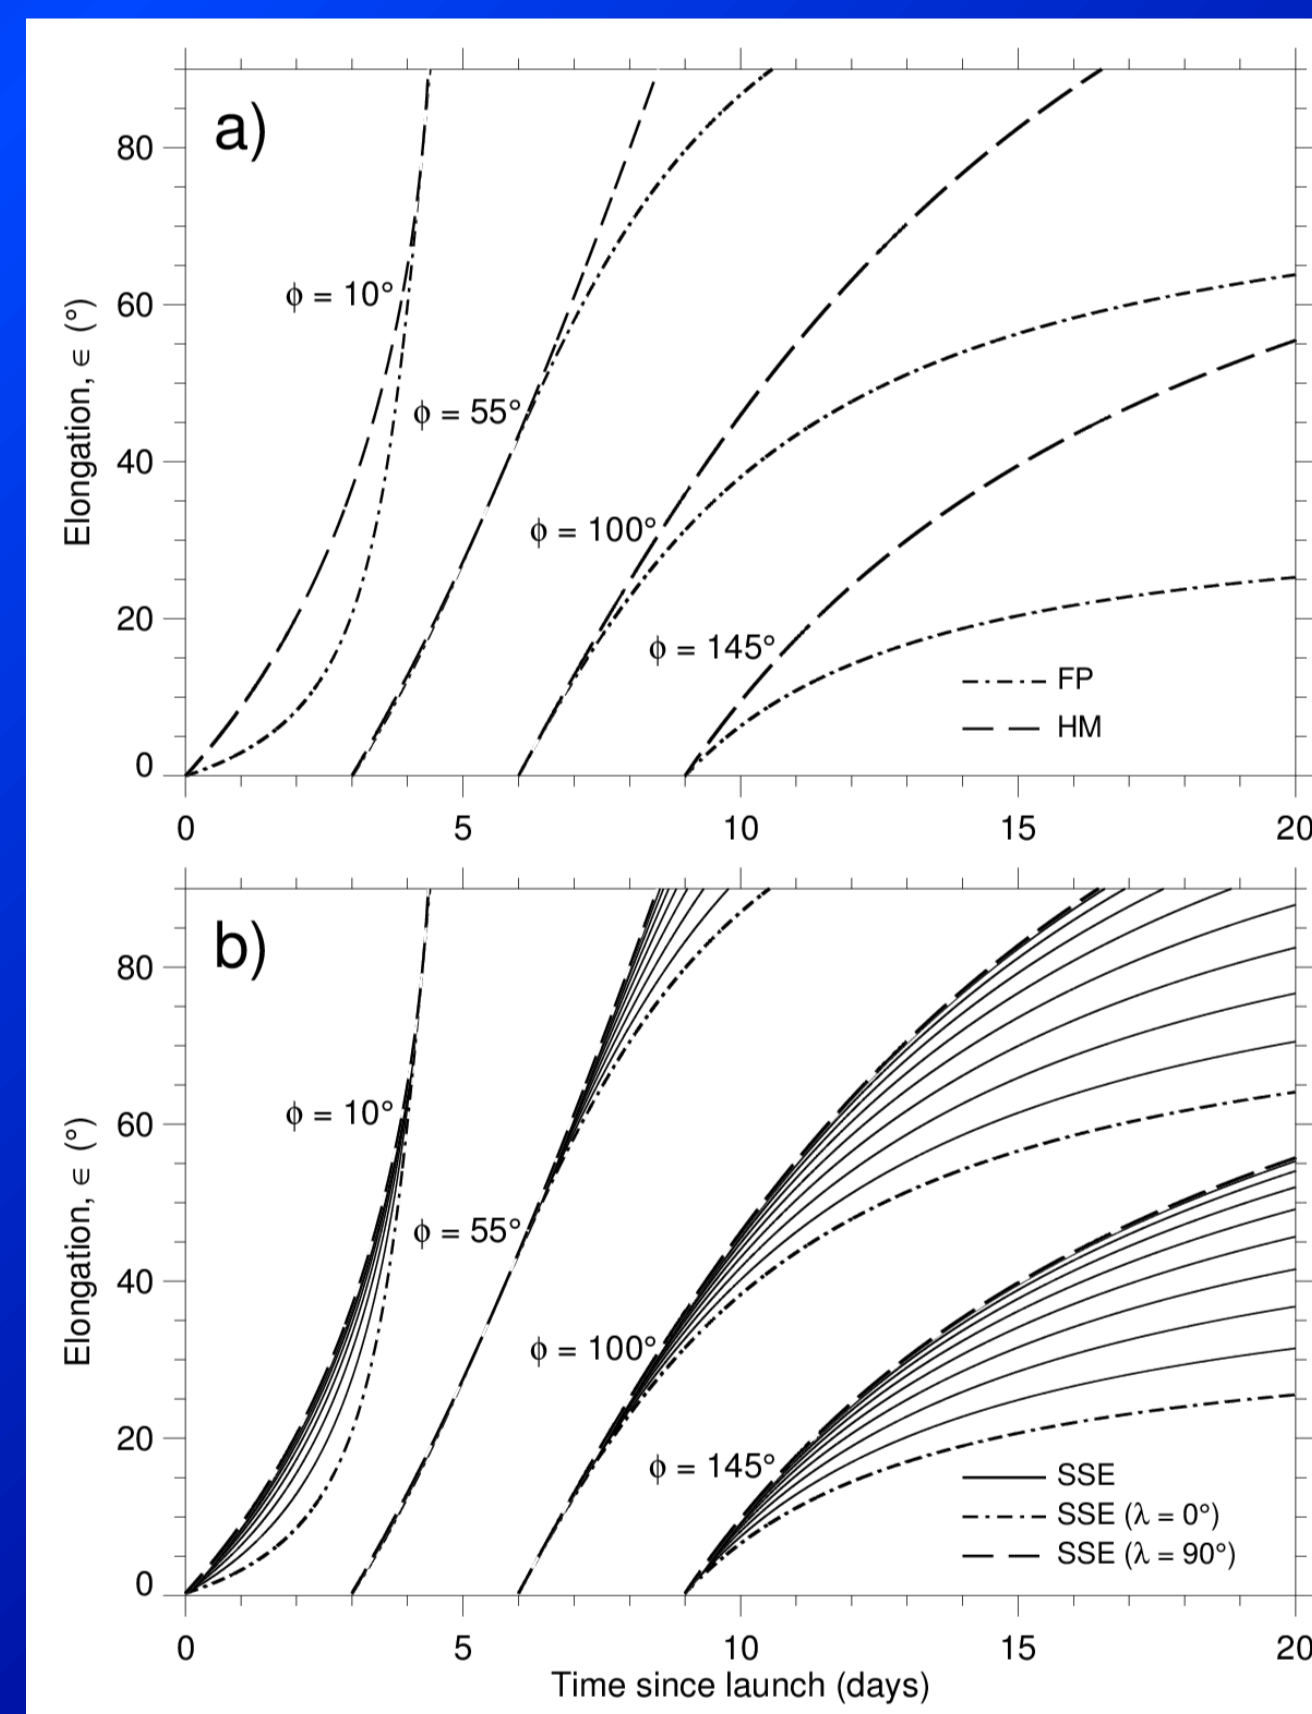 a)
80
60
40
20
0
Elongation, ϵ (°)
ϕ = 10°
ϕ = 55°
ϕ = 100°
ϕ = 145°
FP
HM
0 5 10 15 20
b)
80
60
40
20
0
Elongation, ϵ (°)
ϕ = 10°
ϕ = 55°
ϕ = 100°
ϕ = 145°
SSE
SSE (λ = 0°)
SSE (λ = 90°)
0 5 10 15 20
Time since launch (days)